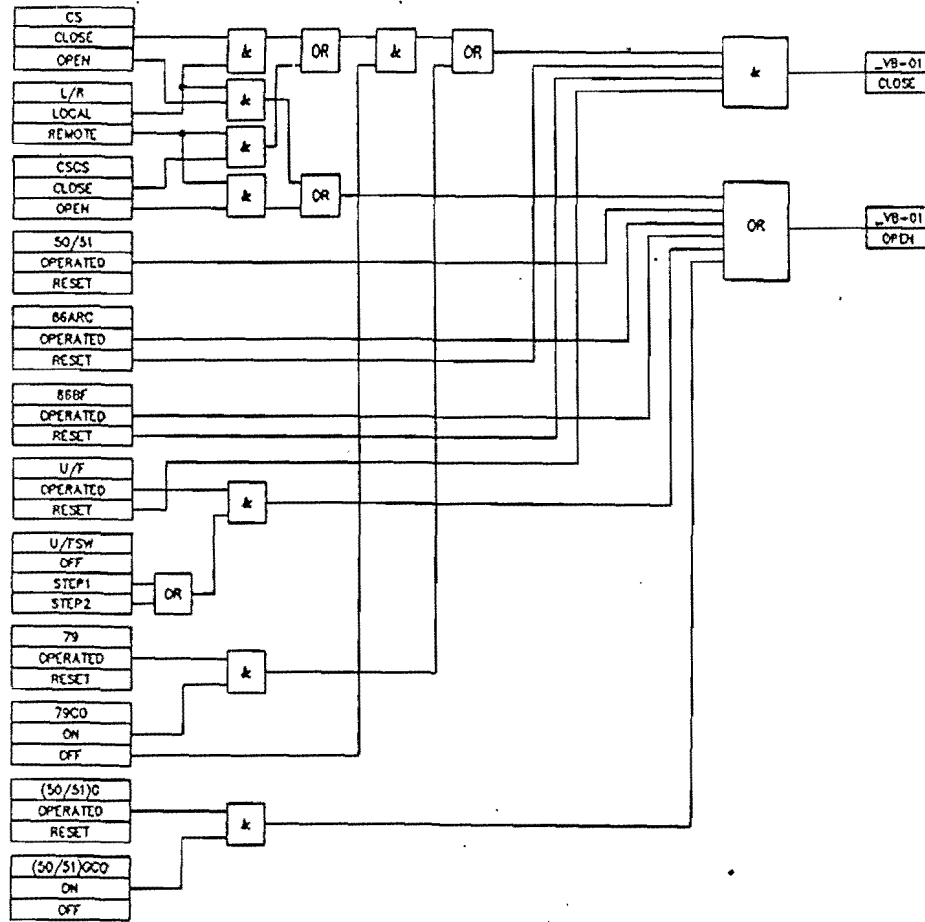 CS
CLOSE
OPEN
L/R
LOCAL
REMOTE
CSCS
CLOSE
OPEN
50/51
OPERATED
RESET
86ARC
OPERATED
RESET
86BF
OPERATED
RESET
U/F
OPERATED
RESET
U/FSW
OFF
STEP1
STEP2
79
OPERATED
RESET
79CO
ON
OFF
(50/51)G
OPERATED
RESET
(50/51)GCO
ON
OFF
&
OR
&
OR
&
&
&
OR
&
OR
&
&
&
OR
_VB-01
CLOSE
_VB-01
OPEN